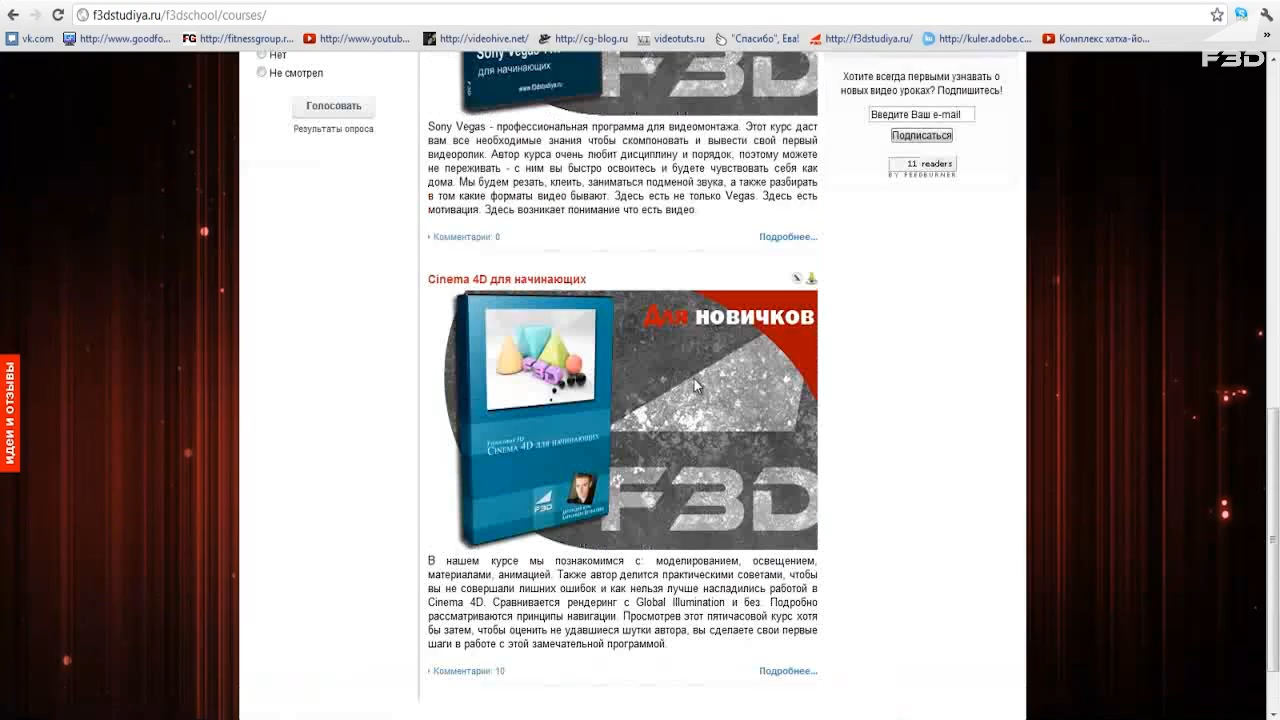 f3dstudiya.ru/f3dschool/courses/
vk.com
http://www.goodfo...
http://fitnessgroup.r...
http://www.youtub...
http://videohive.net/
http://cg-blog.ru
videotuts.ru
"Спасибо", Ева!
http://f3dstudiya.ru/
http://kuler.adobe.c...
Комплекс хатха-йо...
F3D
Нет
Не смотрел
Голосовать
Результаты опроса
для начинающих
www.f3dstudiya.ru
F3D
Sony Vegas - профессиональная программа для видеомонтажа. Этот курс даст
вам все необходимые знания чтобы скомпоновать и вывести свой первый
видеоролик. Автор курса очень любит дисциплину и порядок, поэтому можете
не переживать - с ним вы быстро освоитесь и будете чувствовать себя как
дома. Мы будем резать, клеить, заниматься подменой звука, а также разбирать
в том какие форматы видео бывают. Здесь есть не только Vegas. Здесь есть
мотивация. Здесь возникает понимание что есть видео.
Комментарии: 0
Подробнее...
Cinema 4D для начинающих
Для новичков
Cinema 4D для начинающих
F3D
F3D
В нашем курсе мы познакомимся с: моделированием, освещением,
материалами, анимацией. Также автор делится практическими советами, чтобы
вы не совершали лишних ошибок и как нельзя лучше насладились работой в
Cinema 4D. Сравнивается рендеринг с Global Illumination и без. Подробно
рассматриваются принципы навигации. Просмотрев этот пятичасовой курс хотя
бы затем, чтобы оценить не удавшиеся шутки автора, вы сделаете свои первые
шаги в работе с этой замечательной программой.
Комментарии: 10
Подробнее...
Хотите всегда первыми узнавать о
новых видео уроках? Подпишитесь!
Введите Ваш e-mail
Подписаться
11 readers
BY FEEDBURNER
идеи и отзывы